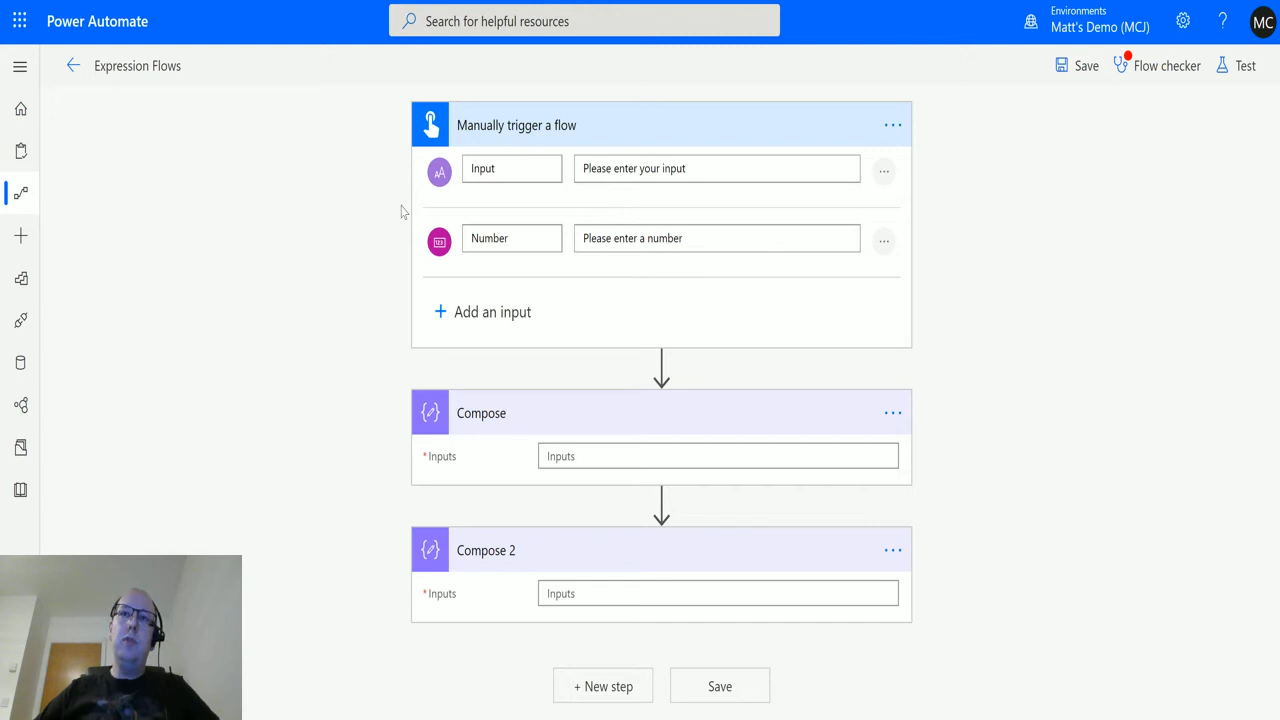 Power Automate
Search for helpful resources
Environments
Matt's Demo (MCJ)
?
MC
Expression Flows
Save
Flow checker
Test
Manually trigger a flow
AA
Input
Please enter your input
123
Number
Please enter a number
+ Add an input
Compose
* Inputs
Inputs
Compose 2
* Inputs
Inputs
+ New step
Save